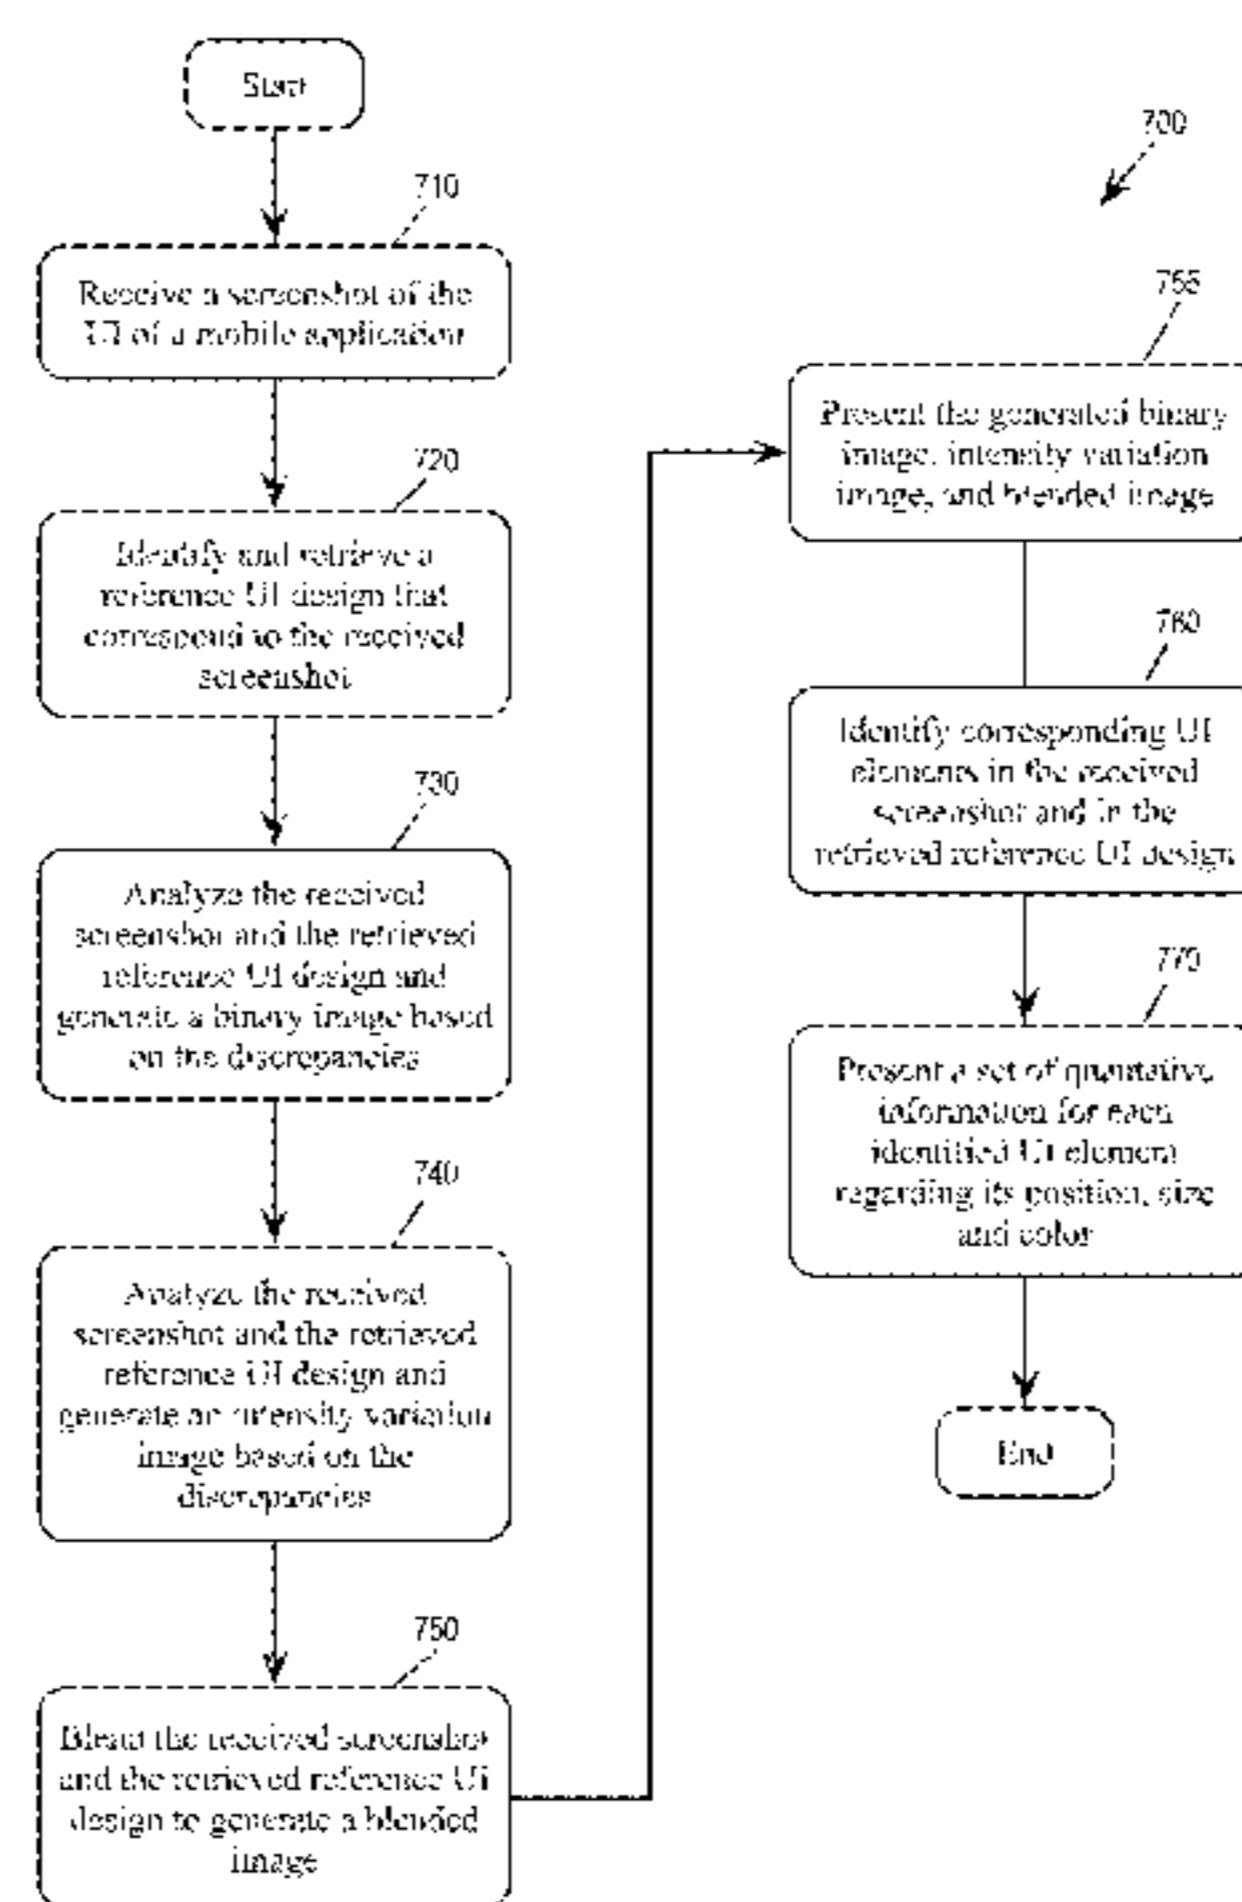 Start
710
Receive a screenshot of the
UI of a mobile application
720
Identify and retrieve a
reference UI design that
correspond to the received
screenshot
730
Analyze the received
screenshot and the retrieved
reference UI design and
generate a binary image based
on the discrepancies
740
Analyze the received
screenshot and the retrieved
reference UI design and
generate an intensity variation
image based on the
discrepancies
750
Blend the received screenshot
and the retrieved reference UI
design to generate a blended
image
700
755
Present the generated binary
image, intensity variation
image, and blended image
760
Identify corresponding UI
elements in the received
screenshot and in the
retrieved reference UI design
770
Present a set of quantative
information for each
identified UI element
regarding its position, size
and color
End